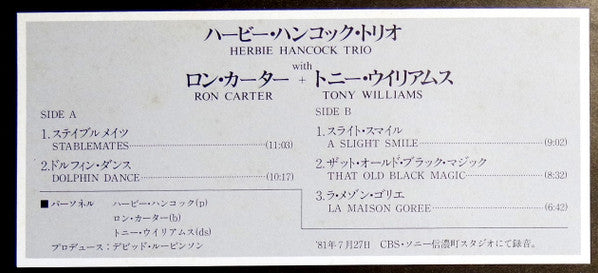 ハービー・ハンコック・トリオ
HERBIE HANCOCK TRIO
with
ロン・カーター + トニー・ウイリアムス
RON CARTER TONY WILLIAMS
SIDE A
1.ステイブルメイツ
STABLEMATES (11:03)
2.ドルフィン・ダンス
DOLPHIN DANCE (10:17)
SIDE B
1.スライト・スマイル
A SLIGHT SMILE (9:02)
2.ザット・オールド・ブラック・マジック
THAT OLD BLACK MAGIC (8:32)
3.ラ・メゾン・ゴリエ
LA MAISON GOREE (6:42)
■パーソネル ハービー・ハンコック(p)
ロン・カーター(b)
トニー・ウイリアムス(ds)
プロデュース：デビッド・ルービンソン
'81年7月27日 CBS・ソニー信濃町スタジオにて録音。